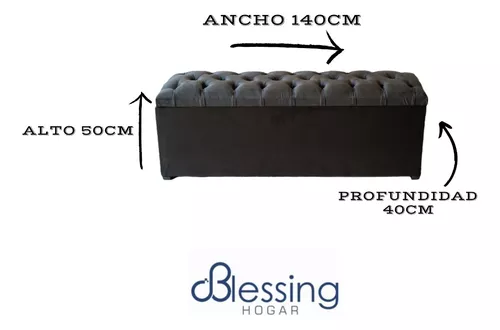 ANCHO 140CM
ALTO 50CM
PROFUNDIDAD
40CM
Blessing
HOGAR